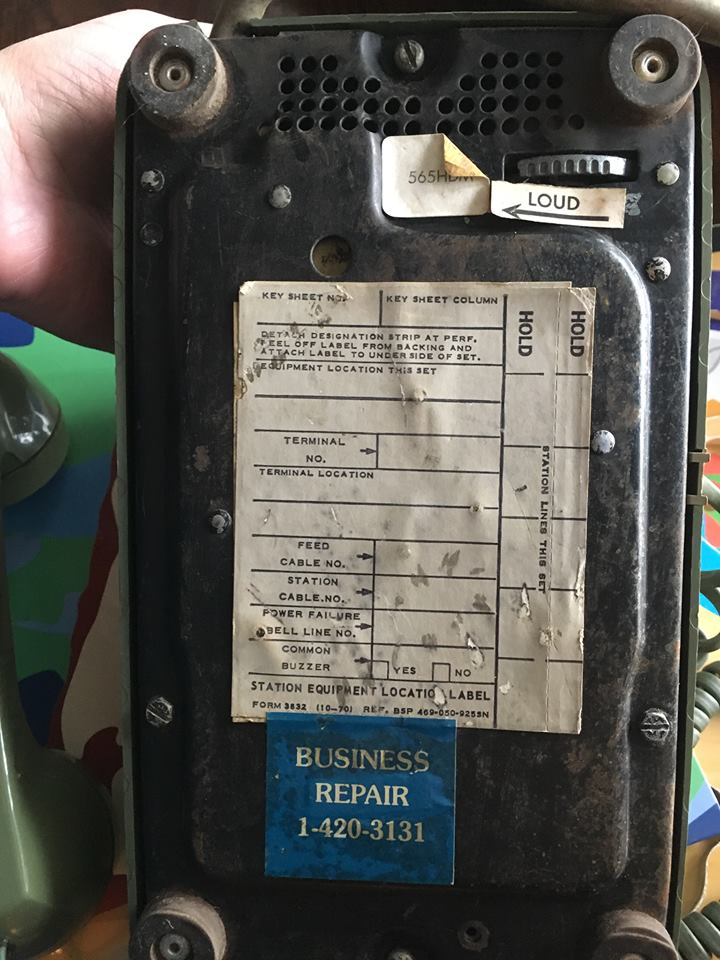 565HDM
LOUD
KEY SHEET NO.
KEY SHEET COLUMN
DETACH DESIGNATION STRIP AT PERF.
PEEL OFF LABEL FROM BACKING AND
ATTACH LABEL TO UNDER SIDE OF SET.
EQUIPMENT LOCATION THIS SET
TERMINAL
NO.
TERMINAL LOCATION
FEED
CABLE NO.
STATION
CABLE.NO.
POWER FAILURE
BELL LINE NO.
COMMON
BUZZER
YES
NO
STATION EQUIPMENT LOCATION LABEL
FORM 3632 (10-70) REF. BSP 469-050-925SN
HOLD
HOLD
STATION LINES THIS SET
BUSINESS
REPAIR
1-420-3131